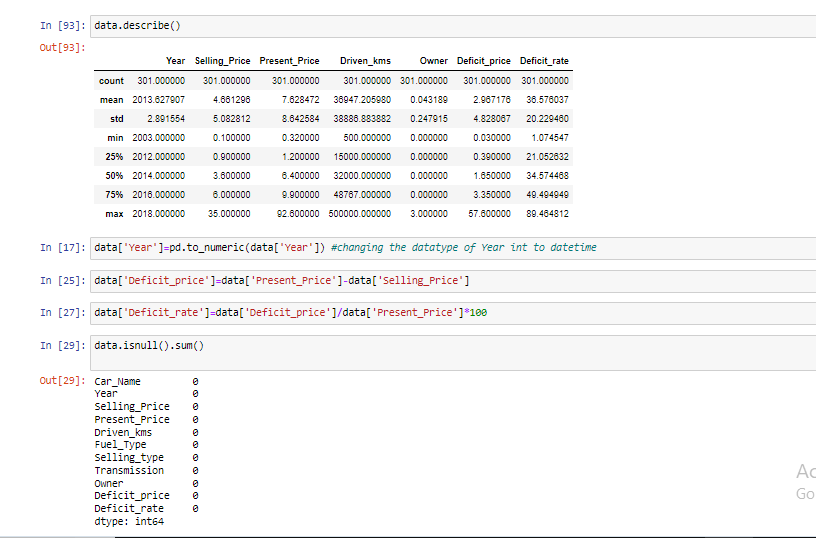 In [93]: data.describe()
Out[93]:
Year Selling_Price Present_Price Driven_kms Owner Deficit_price Deficit_rate
count 301.000000 301.000000 301.000000 301.000000 301.000000 301.000000 301.000000
mean 2013.627907 4.661296 7.628472 36947.205980 0.043189 2.967176 36.576037
std 2.891554 5.082812 8.642584 38886.883882 0.247915 4.828067 20.229460
min 2003.000000 0.100000 0.320000 500.000000 0.000000 0.030000 1.074547
25% 2012.000000 0.900000 1.200000 15000.000000 0.000000 0.390000 21.052632
50% 2014.000000 3.600000 6.400000 32000.000000 0.000000 1.650000 34.574468
75% 2016.000000 6.000000 9.900000 48767.000000 0.000000 3.350000 49.494949
max 2018.000000 35.000000 92.600000 500000.000000 3.000000 57.600000 89.464812
In [17]: data['Year']=pd.to_numeric(data['Year']) #changing the datatype of Year int to datetime
In [25]: data['Deficit_price']=data['Present_Price']-data['Selling_Price']
In [27]: data['Deficit_rate']=data['Deficit_price']/data['Present_Price']*100
In [29]: data.isnull().sum()
Out[29]: Car_Name 0
Year 0
Selling_Price 0
Present_Price 0
Driven_kms 0
Fuel_Type 0
Selling_type 0
Transmission 0
Owner 0
Deficit_price 0
Deficit_rate 0
dtype: int64
Ac
Go